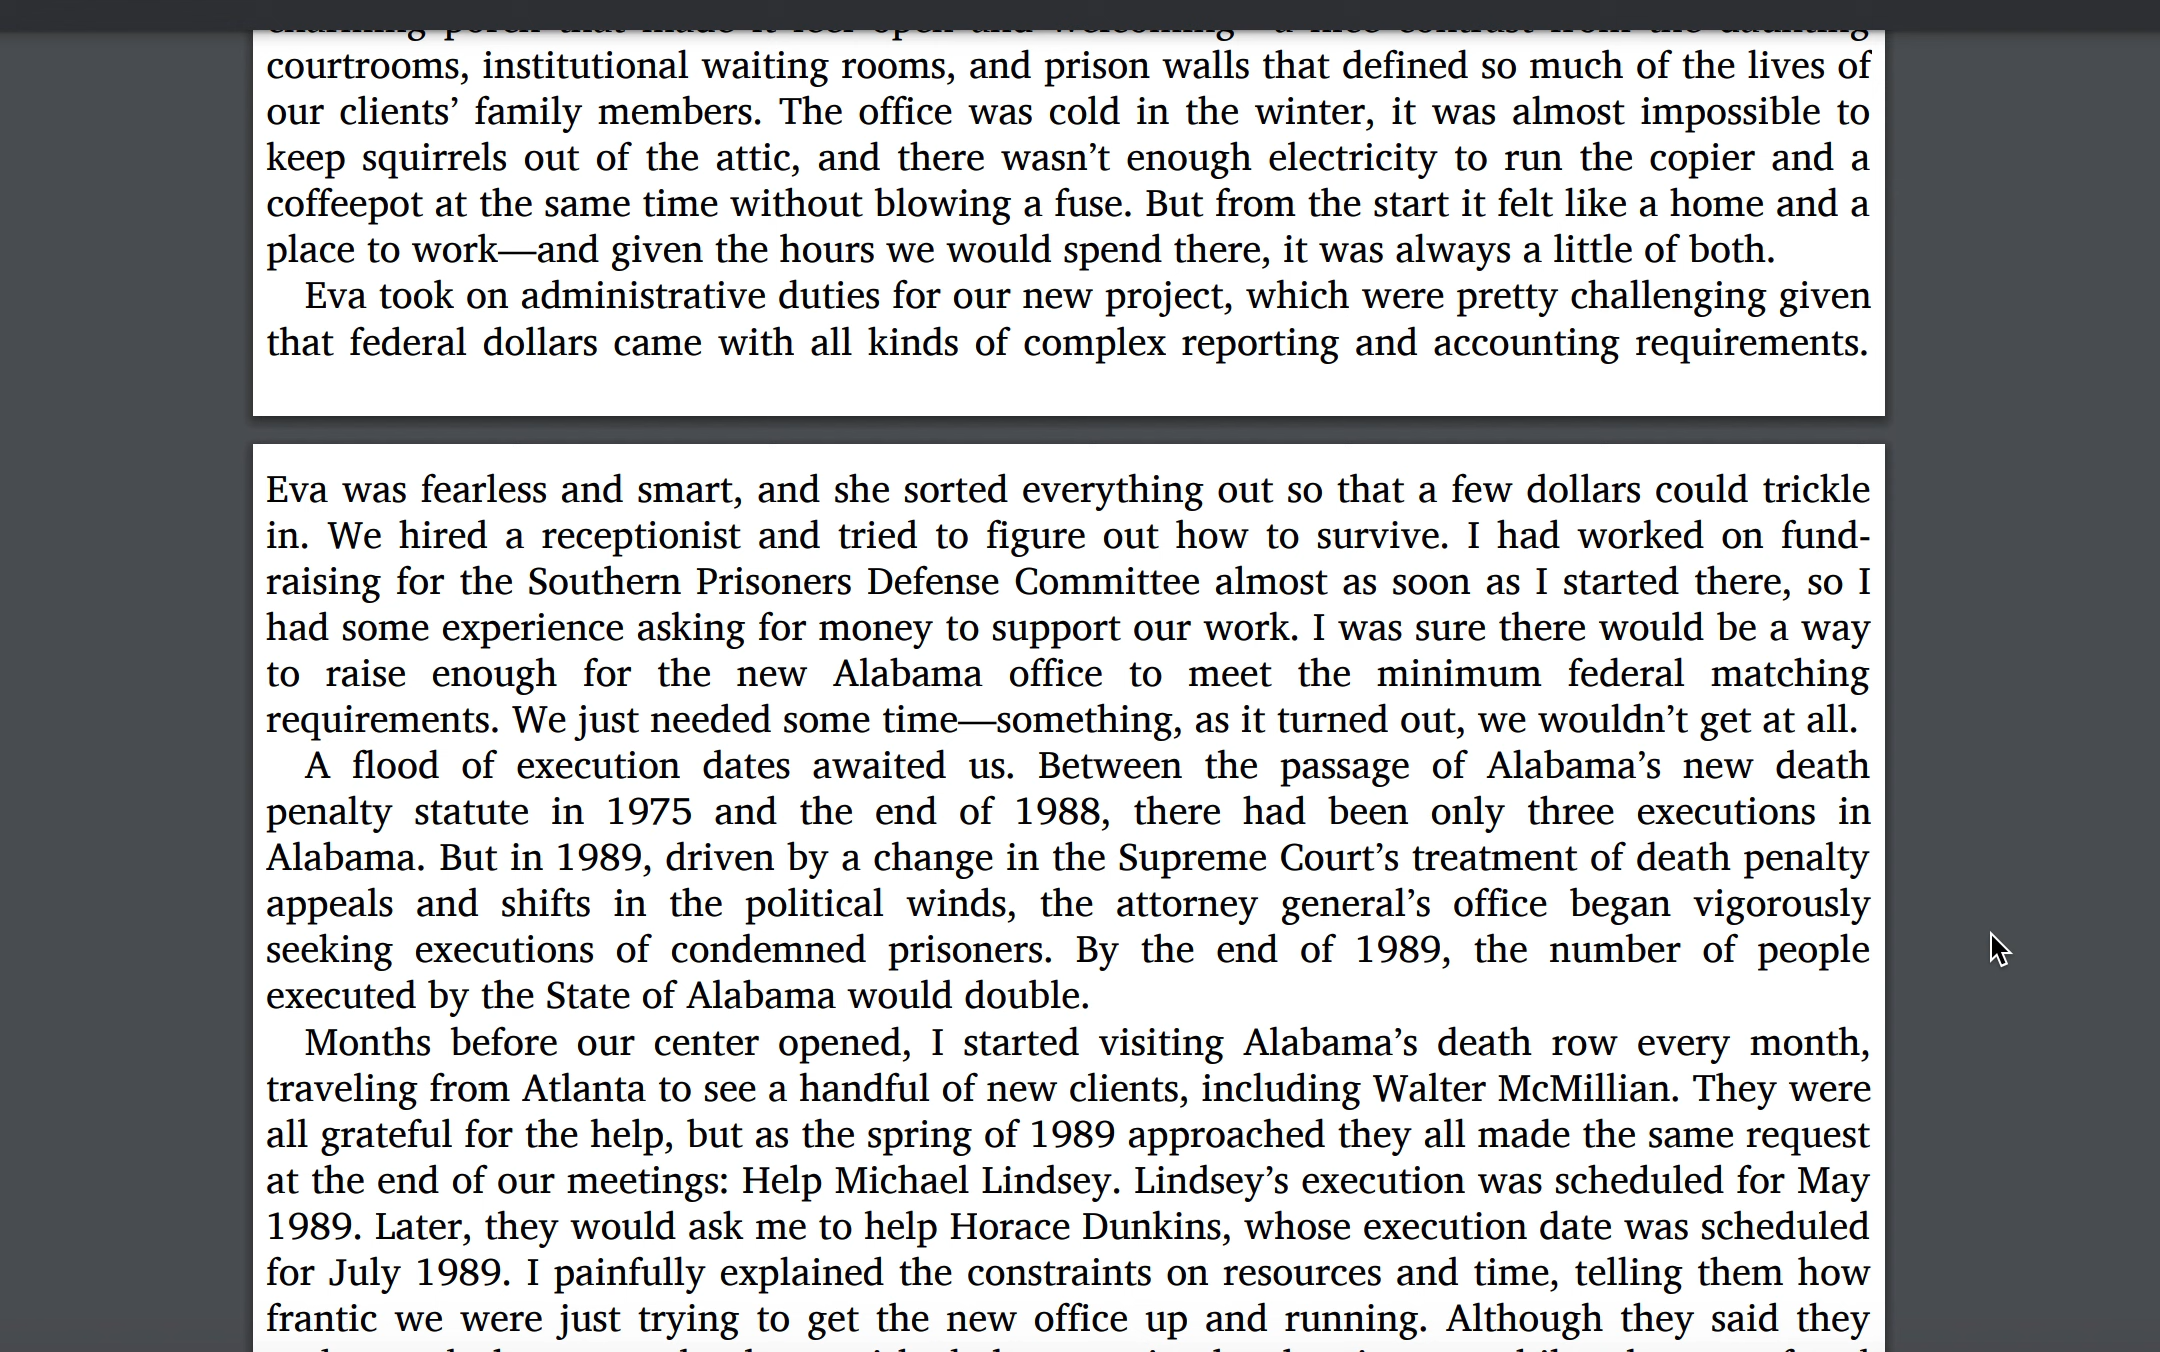 courtrooms, institutional waiting rooms, and prison walls that defined so much of the lives of
our clients’ family members. The office was cold in the winter, it was almost impossible to
keep squirrels out of the attic, and there wasn’t enough electricity to run the copier and a
coffeepot at the same time without blowing a fuse. But from the start it felt like a home and a
place to work—and given the hours we would spend there, it was always a little of both.
Eva took on administrative duties for our new project, which were pretty challenging given
that federal dollars came with all kinds of complex reporting and accounting requirements.
Eva was fearless and smart, and she sorted everything out so that a few dollars could trickle
in. We hired a receptionist and tried to figure out how to survive. I had worked on fund-
raising for the Southern Prisoners Defense Committee almost as soon as I started there, so I
had some experience asking for money to support our work. I was sure there would be a way
to raise enough for the new Alabama office to meet the minimum federal matching
requirements. We just needed some time—something, as it turned out, we wouldn’t get at all.
A flood of execution dates awaited us. Between the passage of Alabama’s new death
penalty statute in 1975 and the end of 1988, there had been only three executions in
Alabama. But in 1989, driven by a change in the Supreme Court’s treatment of death penalty
appeals and shifts in the political winds, the attorney general’s office began vigorously
seeking executions of condemned prisoners. By the end of 1989, the number of people
executed by the State of Alabama would double.
Months before our center opened, I started visiting Alabama’s death row every month,
traveling from Atlanta to see a handful of new clients, including Walter McMillian. They were
all grateful for the help, but as the spring of 1989 approached they all made the same request
at the end of our meetings: Help Michael Lindsey. Lindsey’s execution was scheduled for May
1989. Later, they would ask me to help Horace Dunkins, whose execution date was scheduled
for July 1989. I painfully explained the constraints on resources and time, telling them how
frantic we were just trying to get the new office up and running. Although they said they